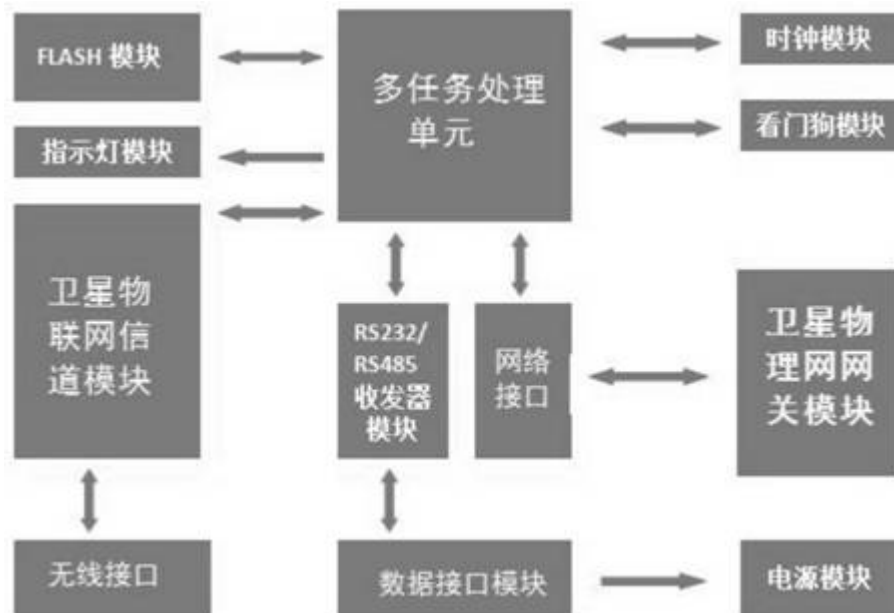 FLASH 模块
多任务处理
单元
时钟模块
指示灯模块
看门狗模块
卫星物
联网信
道模块
RS232/
RS485
收发器
模块
网络
接口
卫星物
理网网
关模块
无线接口
数据接口模块
电源模块